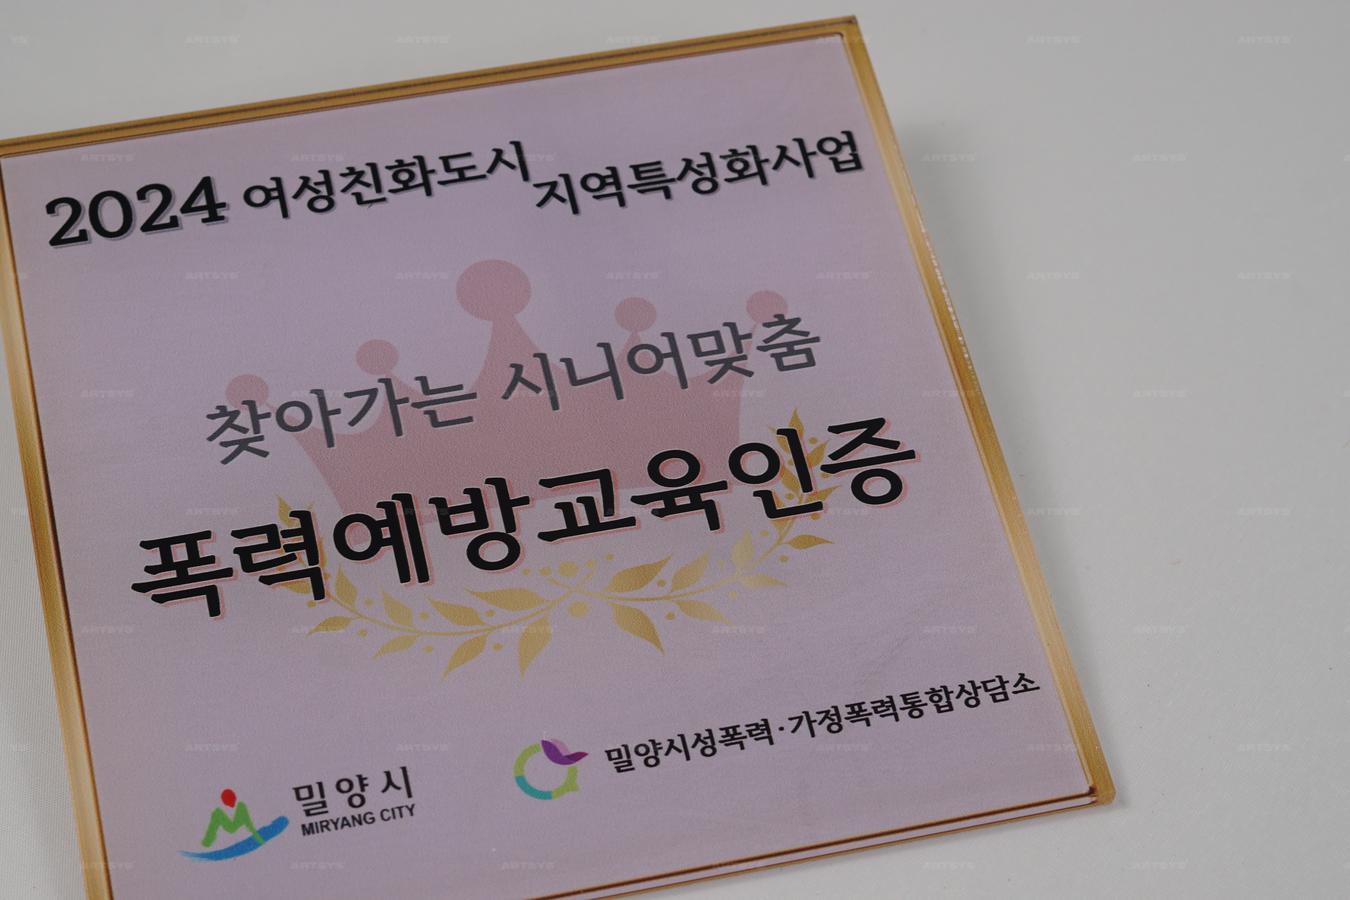 2024 여성친화도시 지역특성화사업
찾아가는 시니어맞춤
폭력예방교육인증
밀양시성폭력·가정폭력통합상담소
밀양시
MIRYANG CITY
ARTSYS